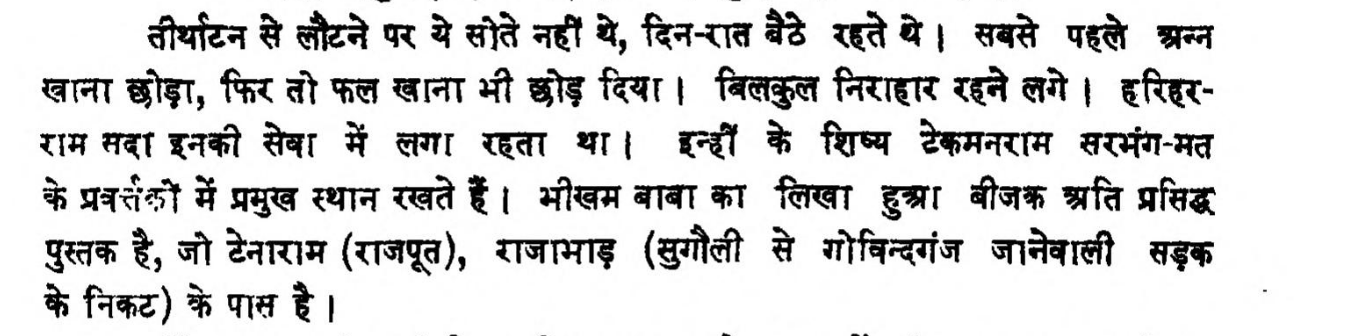 तीर्थाटन से लौटने पर ये सोते नहीं थे, दिन-रात बैठे रहते थे। सबसे पहले अन्न
खाना छोड़ा, फिर तो फल खाना भी छोड़ दिया। बिलकुल निराहार रहने लगे। हरिहर-
राम सदा इनकी सेवा में लगा रहता था। इन्हीं के शिष्य टेकमनराम सरभंग-मत
के प्रवर्त्तकों में प्रमुख स्थान रखते हैं। भीखम बाबा का लिखा हुआ बीजक अति प्रसिद्ध
पुस्तक है, जो टेनाराम (राजपूत), राजाभाड़ (सुगौली से गोविन्दगंज जानेवाली सड़क
के निकट) के पास है।